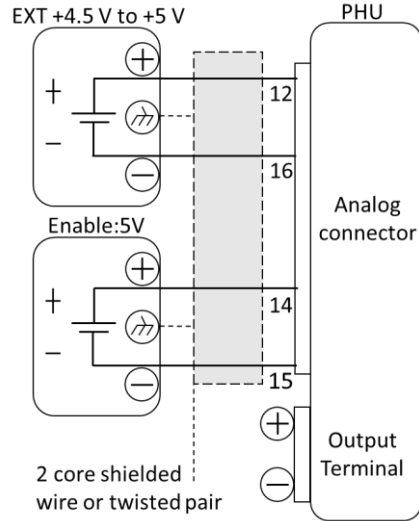 EXT +4.5 V to +5 V
PHU
+
+
-
-
12
16
Analog
connector
Enable:5V
+
+
-
-
14
15
+
-
Output
Terminal
2 core shielded
wire or twisted pair